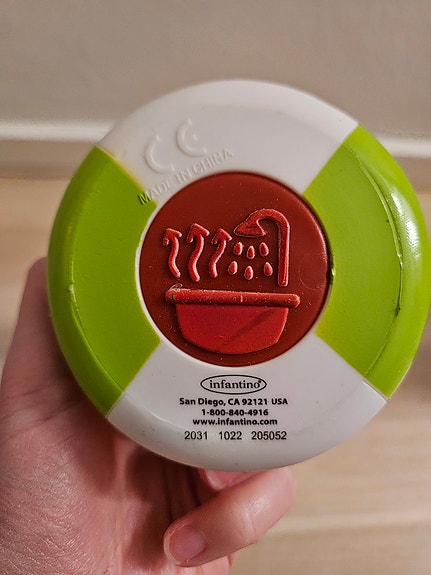 CE
MADE IN CHINA
infantino®
San Diego, CA 92121 USA
1-800-840-4916
www.infantino.com
2031 1022 205052